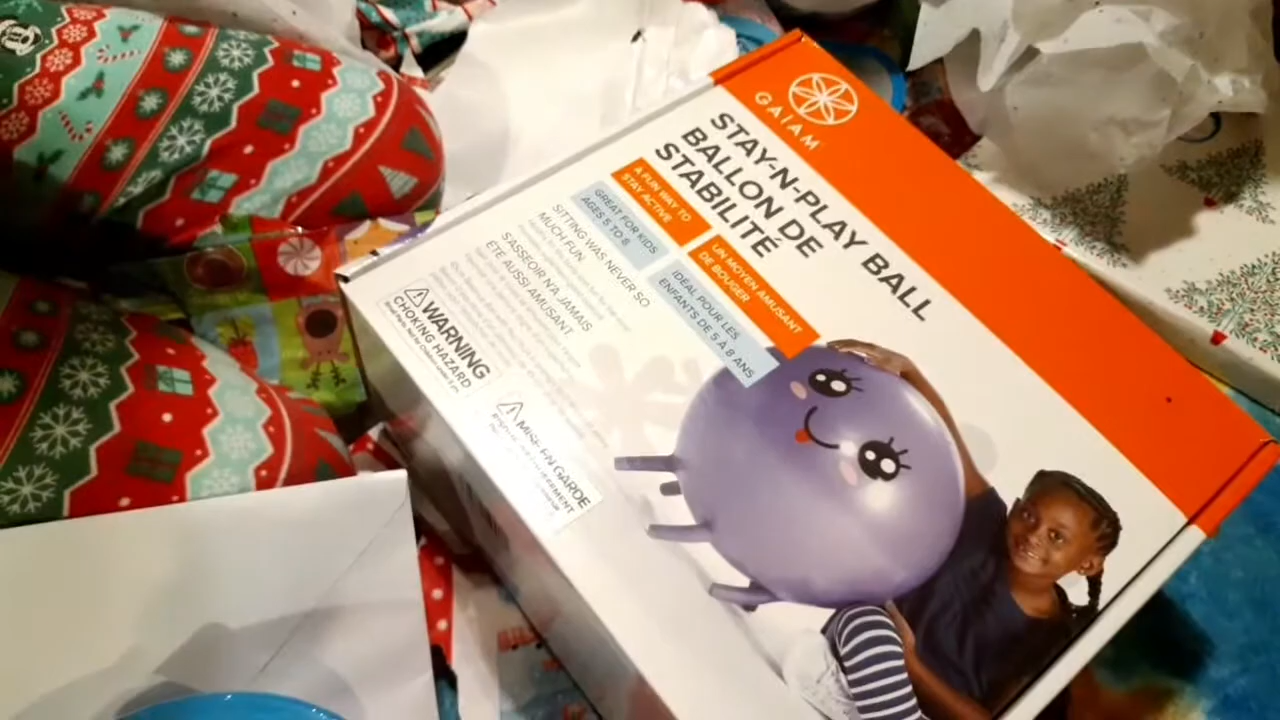 GAIAM
STAY-N-PLAY BALL
BALLON DE
STABILITÉ
A FUN WAY TO
STAY ACTIVE
UN MOYEN AMUSANT
DE BOUGER
GREAT FOR KIDS
AGES 5 TO 8
IDÉAL POUR LES
ENFANTS DE 5 À 8 ANS
SITTING WAS NEVER SO
MUCH FUN
S'ASSEOIR N'A JAMAIS
ÉTÉ AUSSI AMUSANT
WARNING
CHOKING HAZARD
MISE EN GARDE